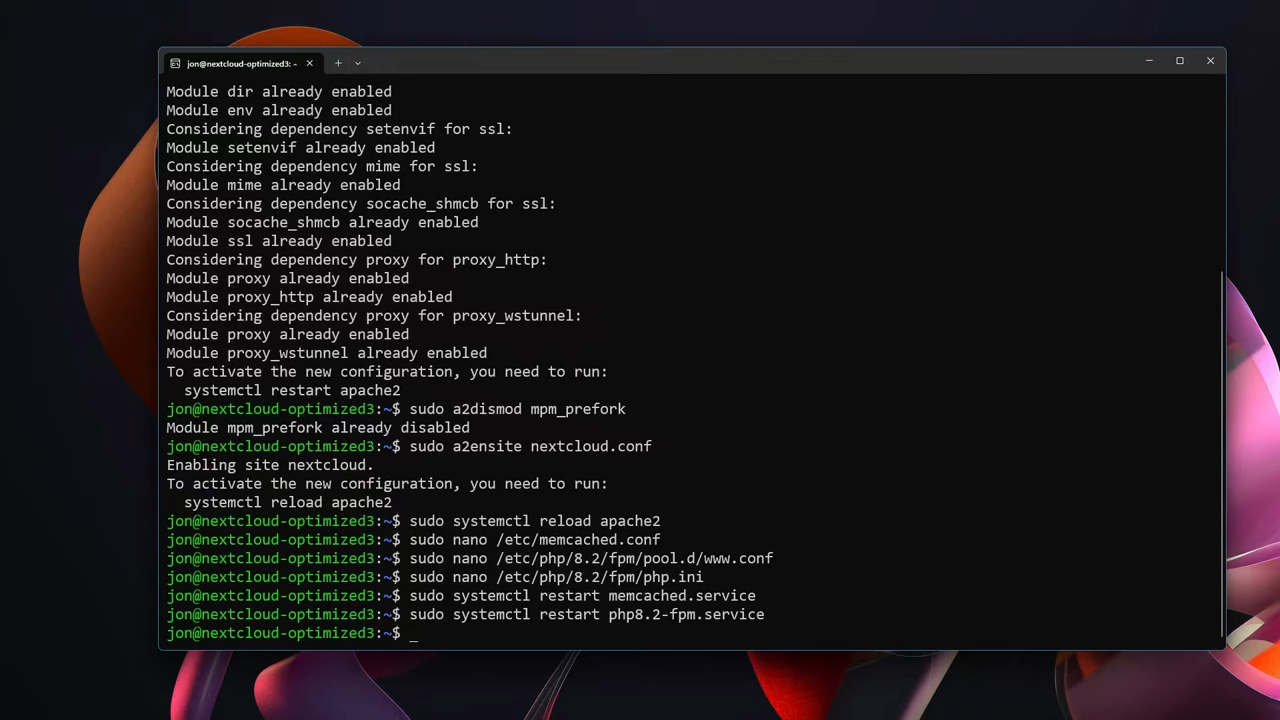 jon@nextcloud-optimized3: ~
Module dir already enabled
Module env already enabled
Considering dependency setenvif for ssl:
Module setenvif already enabled
Considering dependency mime for ssl:
Module mime already enabled
Considering dependency socache_shmcb for ssl:
Module socache_shmcb already enabled
Module ssl already enabled
Considering dependency proxy for proxy_http:
Module proxy already enabled
Module proxy_http already enabled
Considering dependency proxy for proxy_wstunnel:
Module proxy already enabled
Module proxy_wstunnel already enabled
To activate the new configuration, you need to run:
  systemctl restart apache2
jon@nextcloud-optimized3:~$ sudo a2dismod mpm_prefork
Module mpm_prefork already disabled
jon@nextcloud-optimized3:~$ sudo a2ensite nextcloud.conf
Enabling site nextcloud.
To activate the new configuration, you need to run:
  systemctl reload apache2
jon@nextcloud-optimized3:~$ sudo systemctl reload apache2
jon@nextcloud-optimized3:~$ sudo nano /etc/memcached.conf
jon@nextcloud-optimized3:~$ sudo nano /etc/php/8.2/fpm/pool.d/www.conf
jon@nextcloud-optimized3:~$ sudo nano /etc/php/8.2/fpm/php.ini
jon@nextcloud-optimized3:~$ sudo systemctl restart memcached.service
jon@nextcloud-optimized3:~$ sudo systemctl restart php8.2-fpm.service
jon@nextcloud-optimized3:~$ _